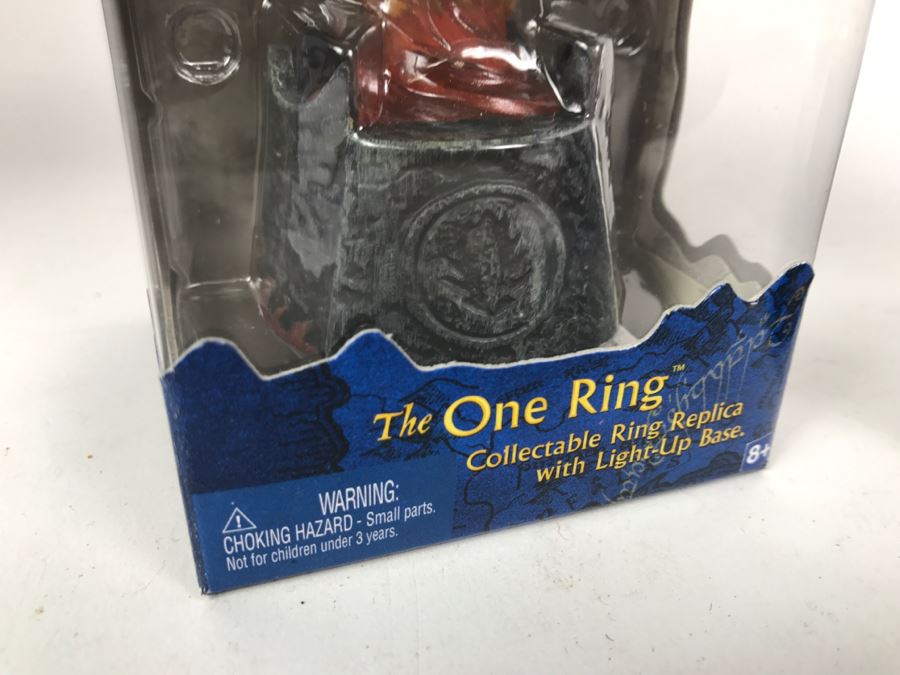 The One Ring™
Collectable Ring Replica
with Light-Up Base.
8+
WARNING:
CHOKING HAZARD - Small parts.
Not for children under 3 years.